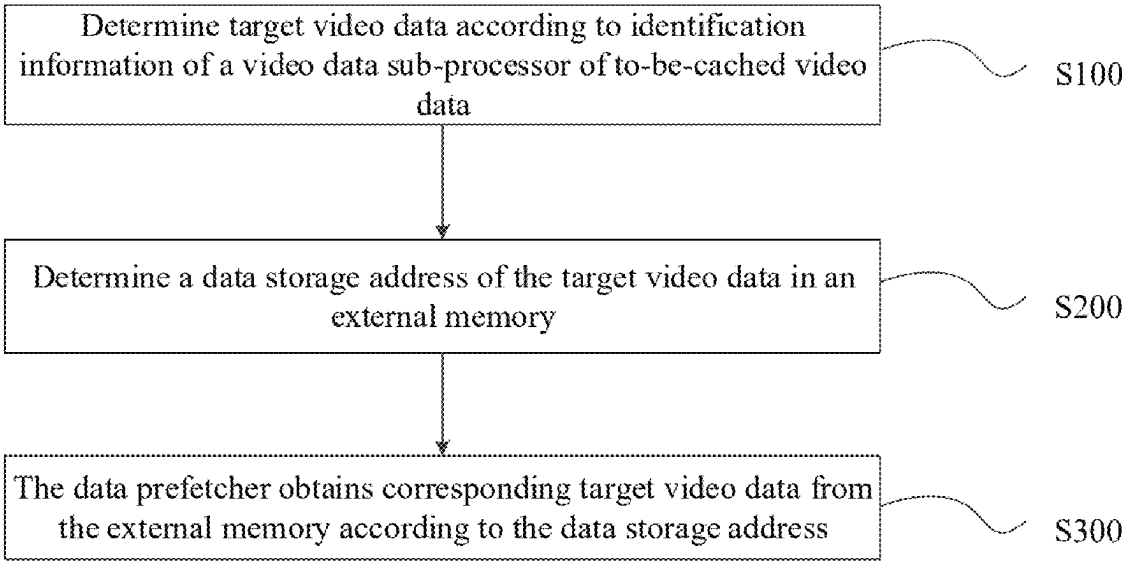 Determine target video data according to identification
information of a video data sub-processor of to-be-cached video
data
S100
Determine a data storage address of the target video data in an
external memory
S200
The data prefetcher obtains corresponding target video data from
the external memory according to the data storage address
S300